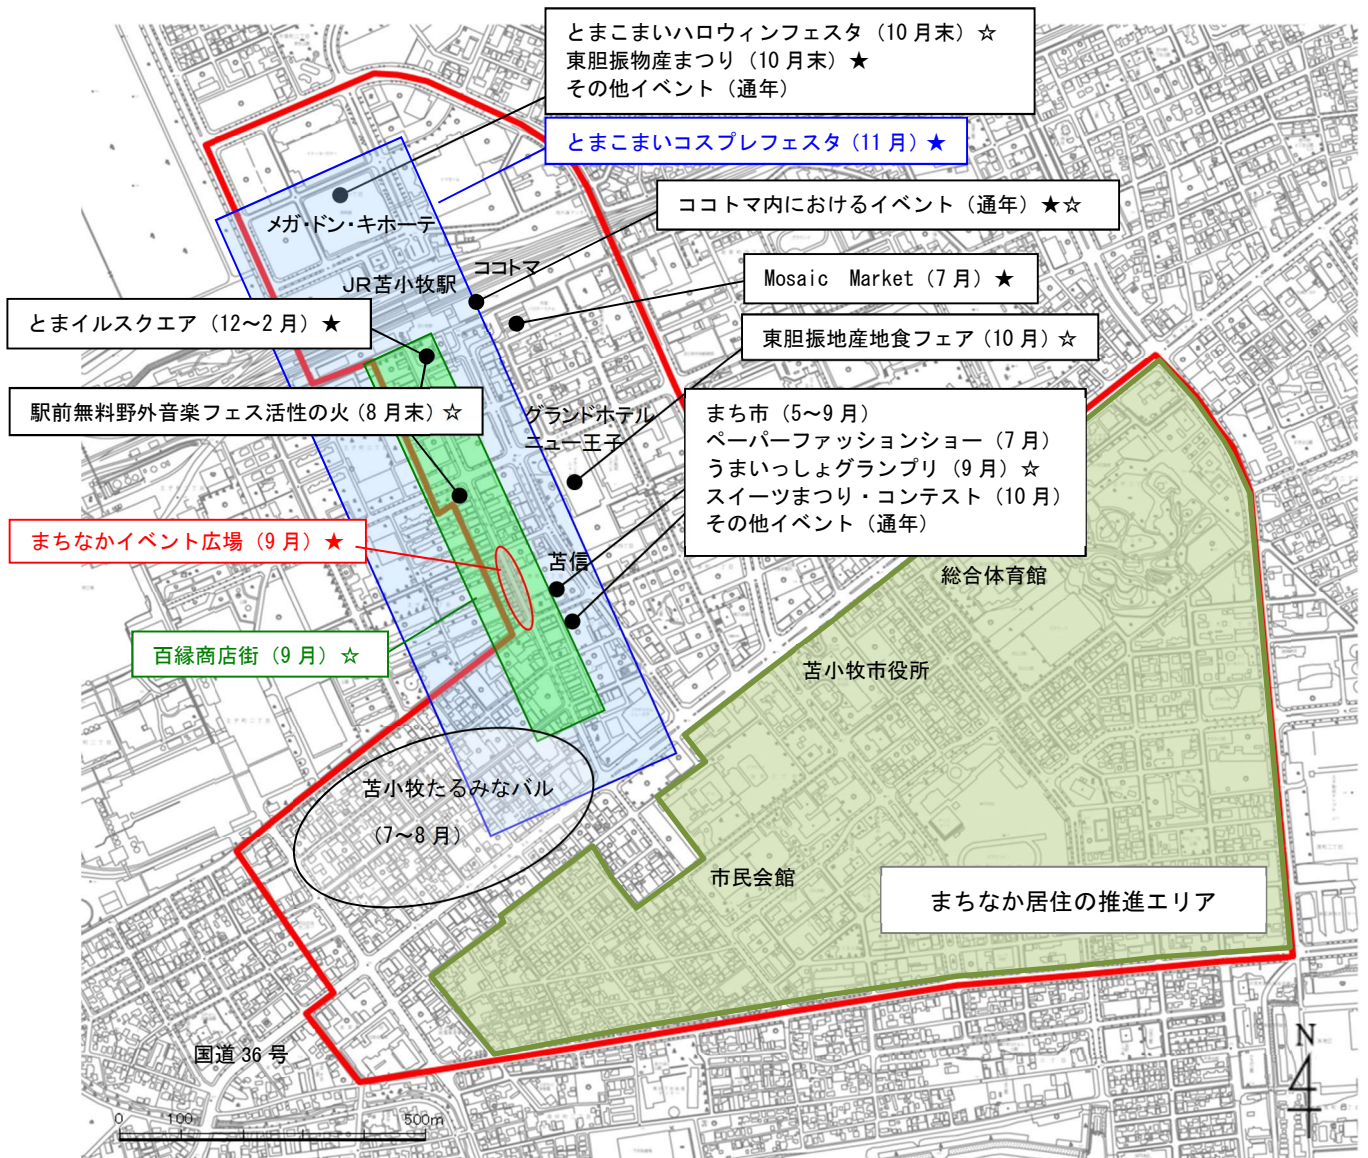 とまこまいハロウィンフェスタ（10月末）☆
東胆振物産まつり（10月末）★
その他イベント（通年）
とまこまいコスプレフェスタ（11月）★
ココトマ内におけるイベント（通年）★☆
メガ・ドン・キホーテ
ココトマ
JR苫小牧駅
Mosaic Market（7月）★
とまイルスクエア（12～2月）★
東胆振地産地食フェア（10月）☆
駅前無料野外音楽フェス活性の火（8月末）☆
グランドホテル
ニュー王子
まち市（5～9月）
ペーパーファッションショー（7月）
うまいっしょグランプリ（9月）☆
スイーツまつり・コンテスト（10月）
その他イベント（通年）
まちなかイベント広場（9月）★
苫信
総合体育館
百縁商店街（9月）☆
苫小牧市役所
苫小牧たるみなバル
（7～8月）
市民会館
まちなか居住の推進エリア
国道36号
N
0 100 500m